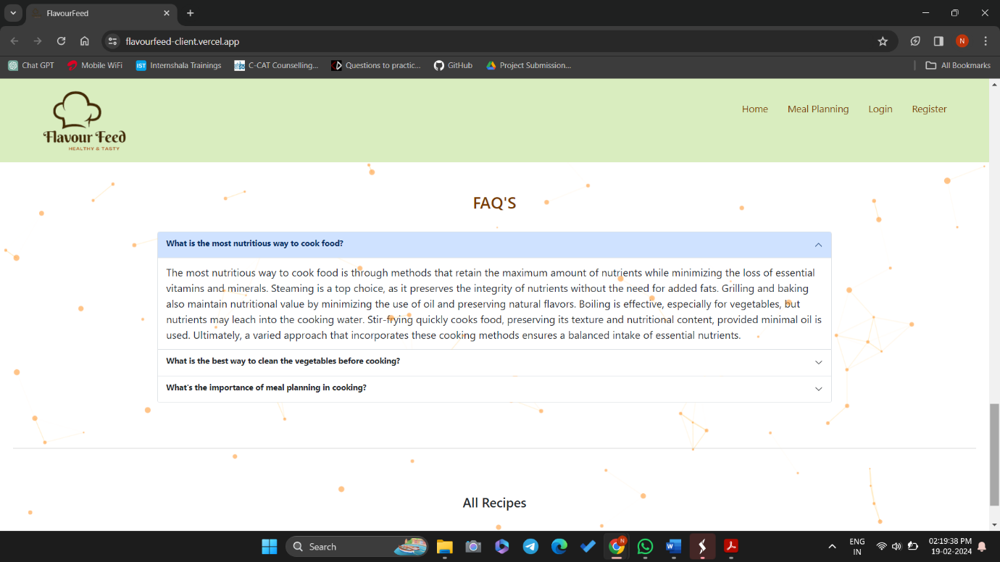 FlavourFeed
flavourfeed-client.vercel.app
N
Chat GPT
Mobile WiFi
IST Internshala Trainings
C-CAT Counselling...
Questions to practic...
GitHub
Project Submission...
All Bookmarks
Flavour Feed
HEALTHY & TASTY
Home
Meal Planning
Login
Register
FAQ'S
What is the most nutritious way to cook food?
The most nutritious way to cook food is through methods that retain the maximum amount of nutrients while minimizing the loss of essential
vitamins and minerals. Steaming is a top choice, as it preserves the integrity of nutrients without the need for added fats. Grilling and baking
also maintain nutritional value by minimizing the use of oil and preserving natural flavors. Boiling is effective, especially for vegetables, but
nutrients may leach into the cooking water. Stir-frying quickly cooks food, preserving its texture and nutritional content, provided minimal oil is
used. Ultimately, a varied approach that incorporates these cooking methods ensures a balanced intake of essential nutrients.
What is the best way to clean the vegetables before cooking?
What's the importance of meal planning in cooking?
All Recipes
Search
N
W
ENG
IN
02:19:38 PM
19-02-2024